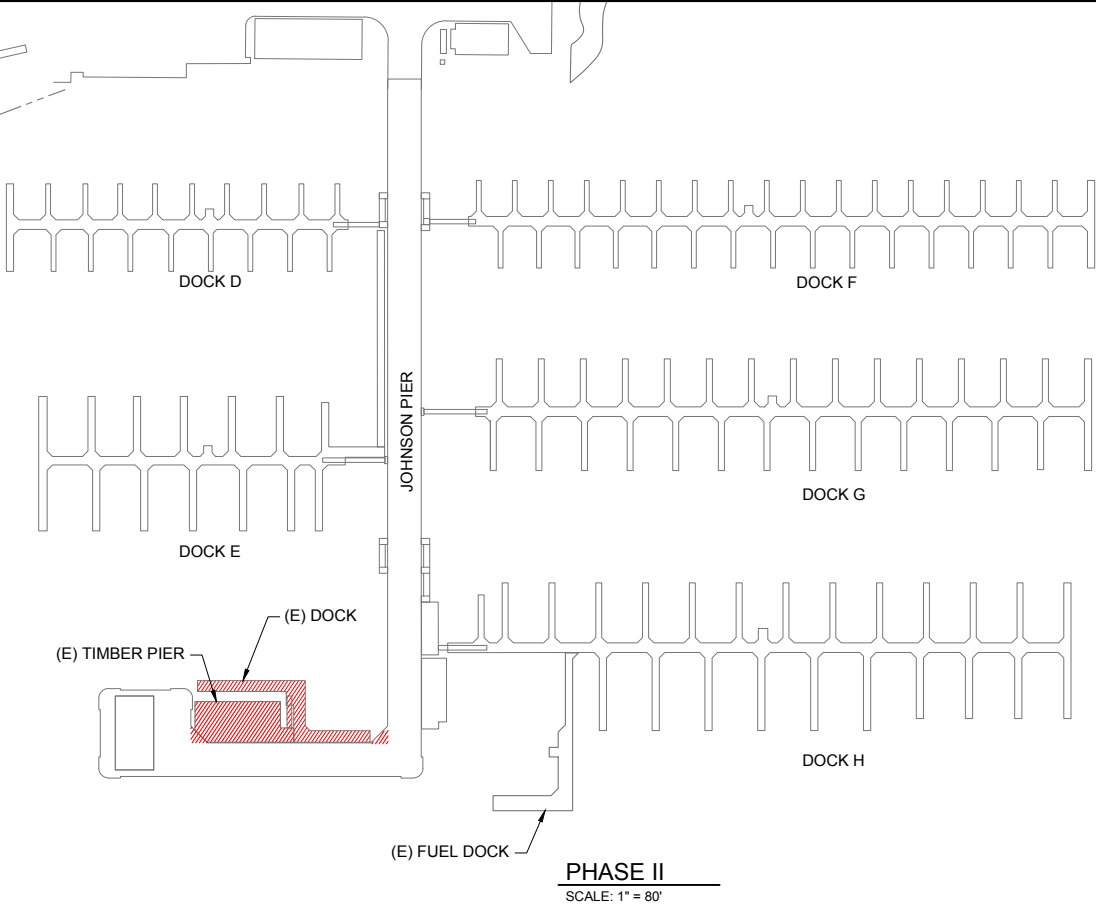 DOCK D
DOCK F
JOHNSON PIER
DOCK G
DOCK E
(E) DOCK
(E) TIMBER PIER
DOCK H
(E) FUEL DOCK
PHASE II
SCALE: 1" = 80'